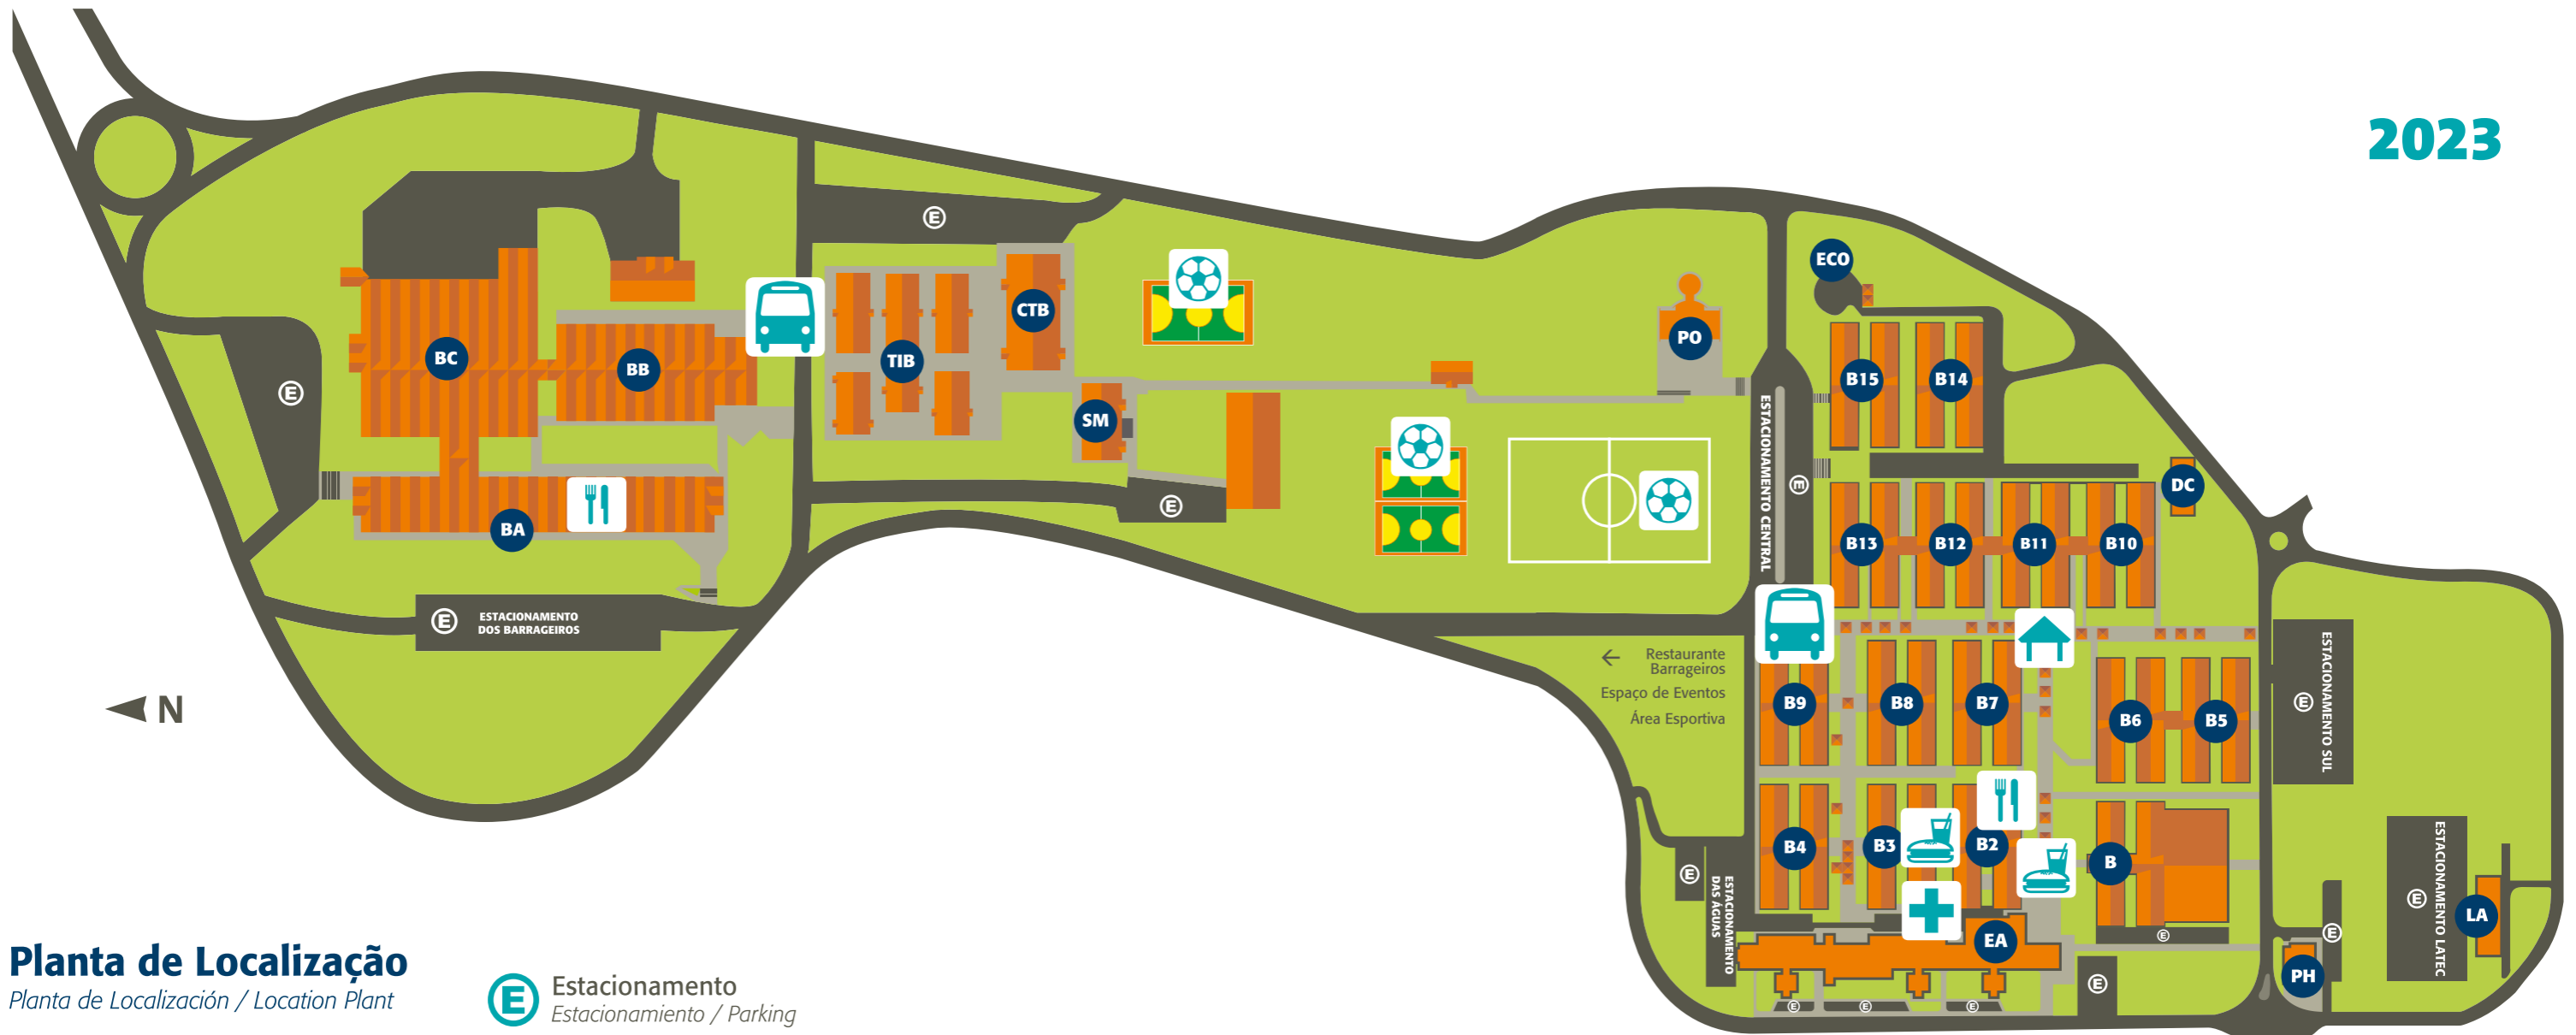 2023
ECO
E
CTB
PO
BC
BB
TIB
B15
B14
E
SM
ESTACIONAMENTO CENTRAL
E
DC
BA
E
B13
B12
B11
B10
E
ESTACIONAMENTO
DOS BARRAGEIROS
← Restaurante
Barrageiros
Espaço de Eventos
Área Esportiva
B9
B8
B7
B6
B5
E
ESTACIONAMENTO SUL
N
B4
B3
B2
B
E
ESTACIONAMENTO
DAS ÁGUAS
E
ESTACIONAMENTO LATEC
LA
EA
E
E
PH
E
E
E
E
Planta de Localização
Planta de Localización / Location Plant
E
Estacionamento
Estacionamiento / Parking